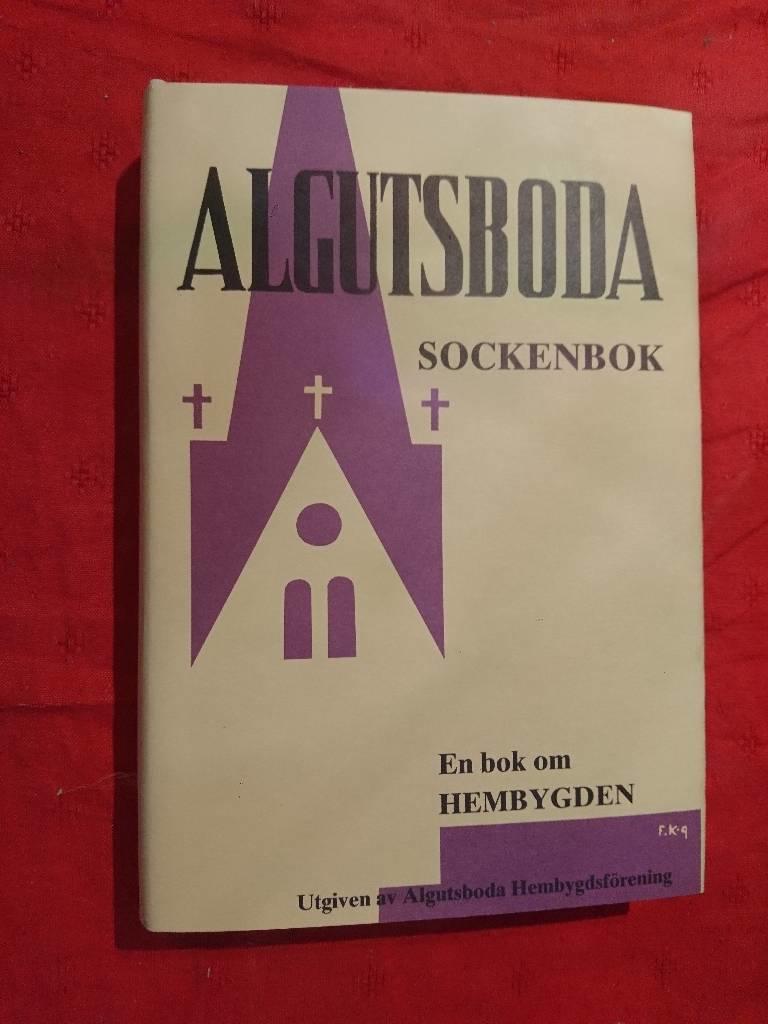 ALGUTSBODA
SOCKENBOK
En bok om
HEMBYGDEN
F.K-q
Utgiven av Algutsboda Hembygdsförening